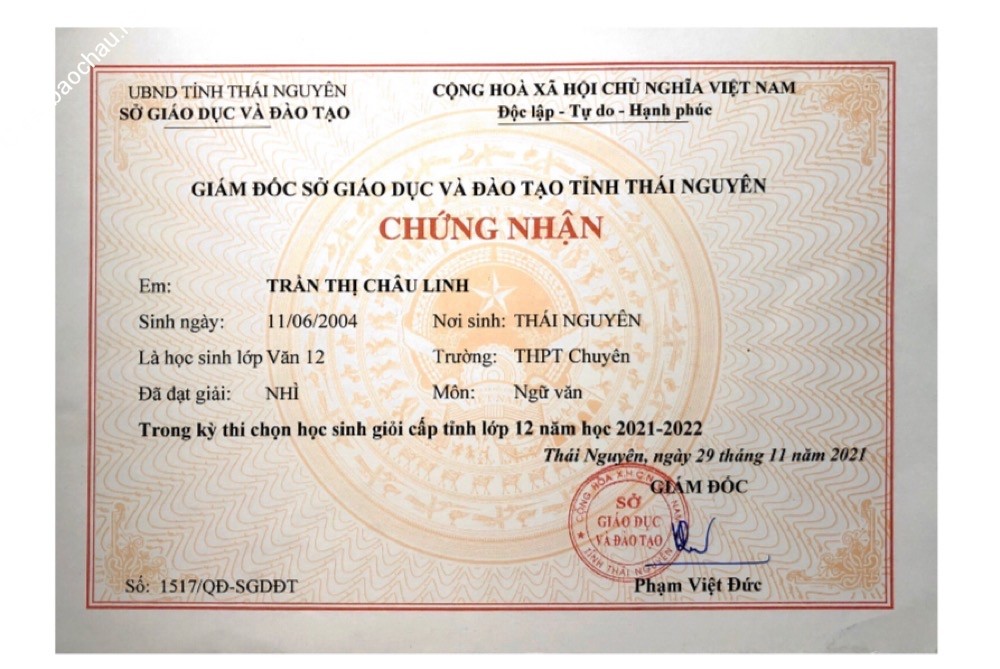 baochau.
UBND TỈNH THÁI NGUYÊN
SỞ GIÁO DỤC VÀ ĐÀO TẠO
CỘNG HOÀ XÃ HỘI CHỦ NGHĨA VIỆT NAM
Độc lập - Tự do - Hạnh phúc
GIÁM ĐỐC SỞ GIÁO DỤC VÀ ĐÀO TẠO TỈNH THÁI NGUYÊN
CHỨNG NHẬN
Em: TRẦN THỊ CHÂU LINH
Sinh ngày: 11/06/2004 Nơi sinh: THÁI NGUYÊN
Là học sinh lớp Văn 12 Trường: THPT Chuyên
Đã đạt giải: NHÌ Môn: Ngữ văn
Trong kỳ thi chọn học sinh giỏi cấp tỉnh lớp 12 năm học 2021-2022
Thái Nguyên, ngày 29 tháng 11 năm 2021
GIÁM ĐỐC
CỘNG HÒA X.H.C.N VIỆT NAM
SỞ
GIÁO DỤC
VÀ ĐÀO TẠO
TỈNH THÁI NGUYÊN
Số: 1517/QĐ-SGDĐT
Phạm Việt Đức